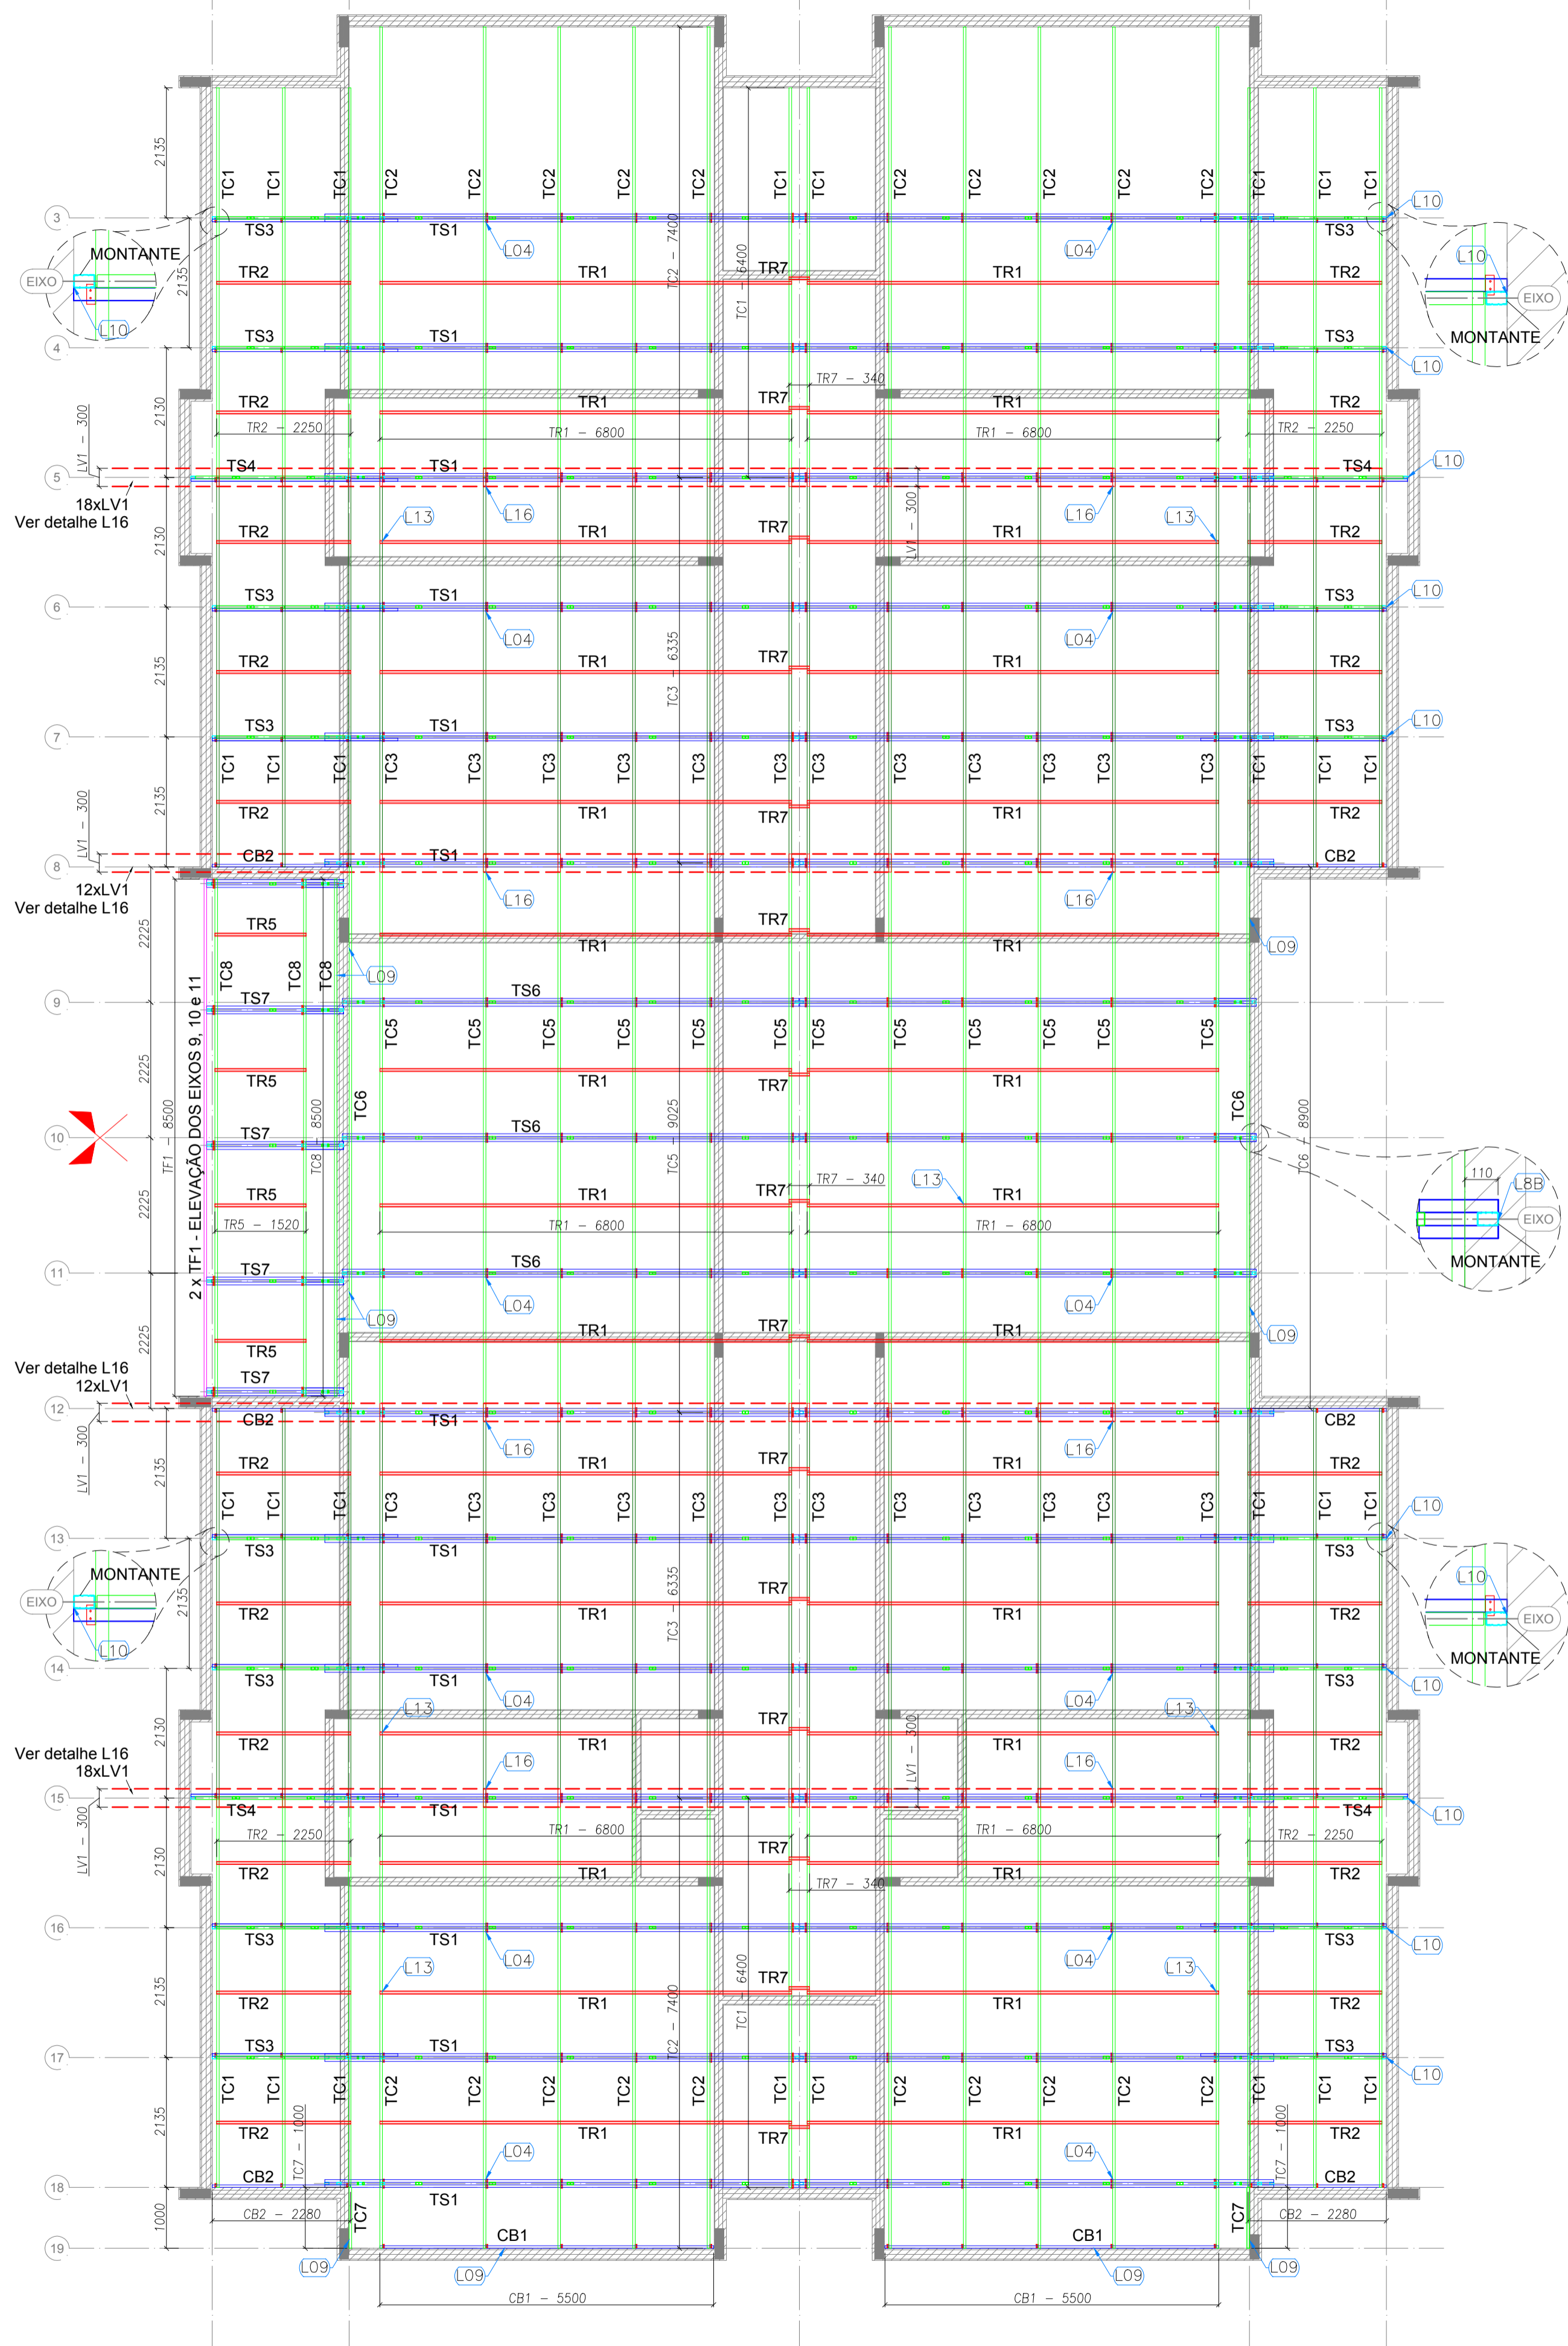 2135
TC1 TC1 TC1 TC2 TC2 TC2 TC2 TC2 TC1 TC1 TC2 TC2 TC2 TC2 TC2 TC1 TC1 TC1
TC2 - 7400
TC1 - 6400
3
TS3 TS1 L04 L04 TS3 L10
MONTANTE
EIXO
L10
L10
EIXO
MONTANTE
2135
TR2 TR1 TR7 TR1 TR2
4
TS3 TS1 TS3 L10
TR7 - 340
2130
TR2 TR1 TR7 TR1 TR2
TR2 - 2250 TR1 - 6800 TR1 - 6800 TR2 - 2250
LV1 - 300
5
TS4 TS1 TS4 L10
18xLV1
Ver detalhe L16
L16 L16
LV1 - 300
L13 L13
2130
TR2 TR1 TR7 TR1 TR2
6
TS3 TS1 TS3 L10
L04 L04
TC3 - 6335
2135
TR2 TR1 TR7 TR1 TR2
7
TS3 TS1 TS3 L10
TC1 TC1 TC1 TC3 TC3 TC3 TC3 TC3 TC3 TC3 TC3 TC3 TC3 TC3 TC3 TC1 TC1 TC1
2135
TR2 TR1 TR7 TR1 TR2
LV1 - 300
8
CB2 TS1 CB2
12xLV1
Ver detalhe L16
L16 L16
2225
TR5 TR1 TR7 TR1
L09 L09
TC8 TC8 TC8
9
TS7 TS6
TC5 TC5 TC5 TC5 TC5 TC5 TC5 TC5 TC5 TC5 TC5 TC5
2225
TR5 TR1 TR7 TR1
TC6 TC6
2 x TF1 - ELEVAÇÃO DOS EIXOS 9, 10 e 11
TF1 - 8500
TC8 - 8500
TC5 - 9025
TC6 - 8900
10
TS7 TS6
110
L8B
EIXO
MONTANTE
2225
TR7 - 340
L13
TR5 TR1 TR7 TR1
TR5 - 1520 TR1 - 6800 TR1 - 6800
11
TS7 TS6
L04 L04
L09 L09
2225
TR5 TR1 TR7 TR1
Ver detalhe L16
12xLV1
TS7
12
CB2 TS1 CB2
L16 L16
LV1 - 300
2135
TR2 TR1 TR7 TR1 TR2
TC1 TC1 TC1 TC3 TC3 TC3 TC3 TC3 TC3 TC3 TC3 TC3 TC3 TC3 TC3 TC1 TC1 TC1
L10
13
TS3 TS1 TS3
MONTANTE
EIXO
L10
L10
EIXO
MONTANTE
2135
TR2 TR1 TR7 TR1 TR2
TC3 - 6335
14
TS3 TS1 TS3 L10
L04 L04
2130
L13 L13
TR2 TR1 TR7 TR1 TR2
Ver detalhe L16
18xLV1
L16 L16
LV1 - 300
15
TS4 TS1 TS4 L10
LV1 - 300
TR2 - 2250 TR1 - 6800 TR1 - 6800 TR2 - 2250
2130
TR2 TR1 TR7 TR1 TR2
TR7 - 340
16
TS3 TS1 TS3 L10
L04 L04
L13 L13
2135
TR2 TR1 TR7 TR1 TR2
TC2 - 7400
TC1 - 6400
17
TS3 TS1 TS3 L10
TC1 TC1 TC1 TC2 TC2 TC2 TC2 TC2 TC1 TC1 TC2 TC2 TC2 TC2 TC2 TC1 TC1 TC1
2135
TR2 TR1 TR7 TR1 TR2
TC7 - 1000 TC7 - 1000
L04 L04
18
CB2 TS1 CB2
CB2 - 2280 CB2 - 2280
1000
TC7 TC7
19
CB1 CB1
L09 L09 L09 L09
CB1 - 5500 CB1 - 5500